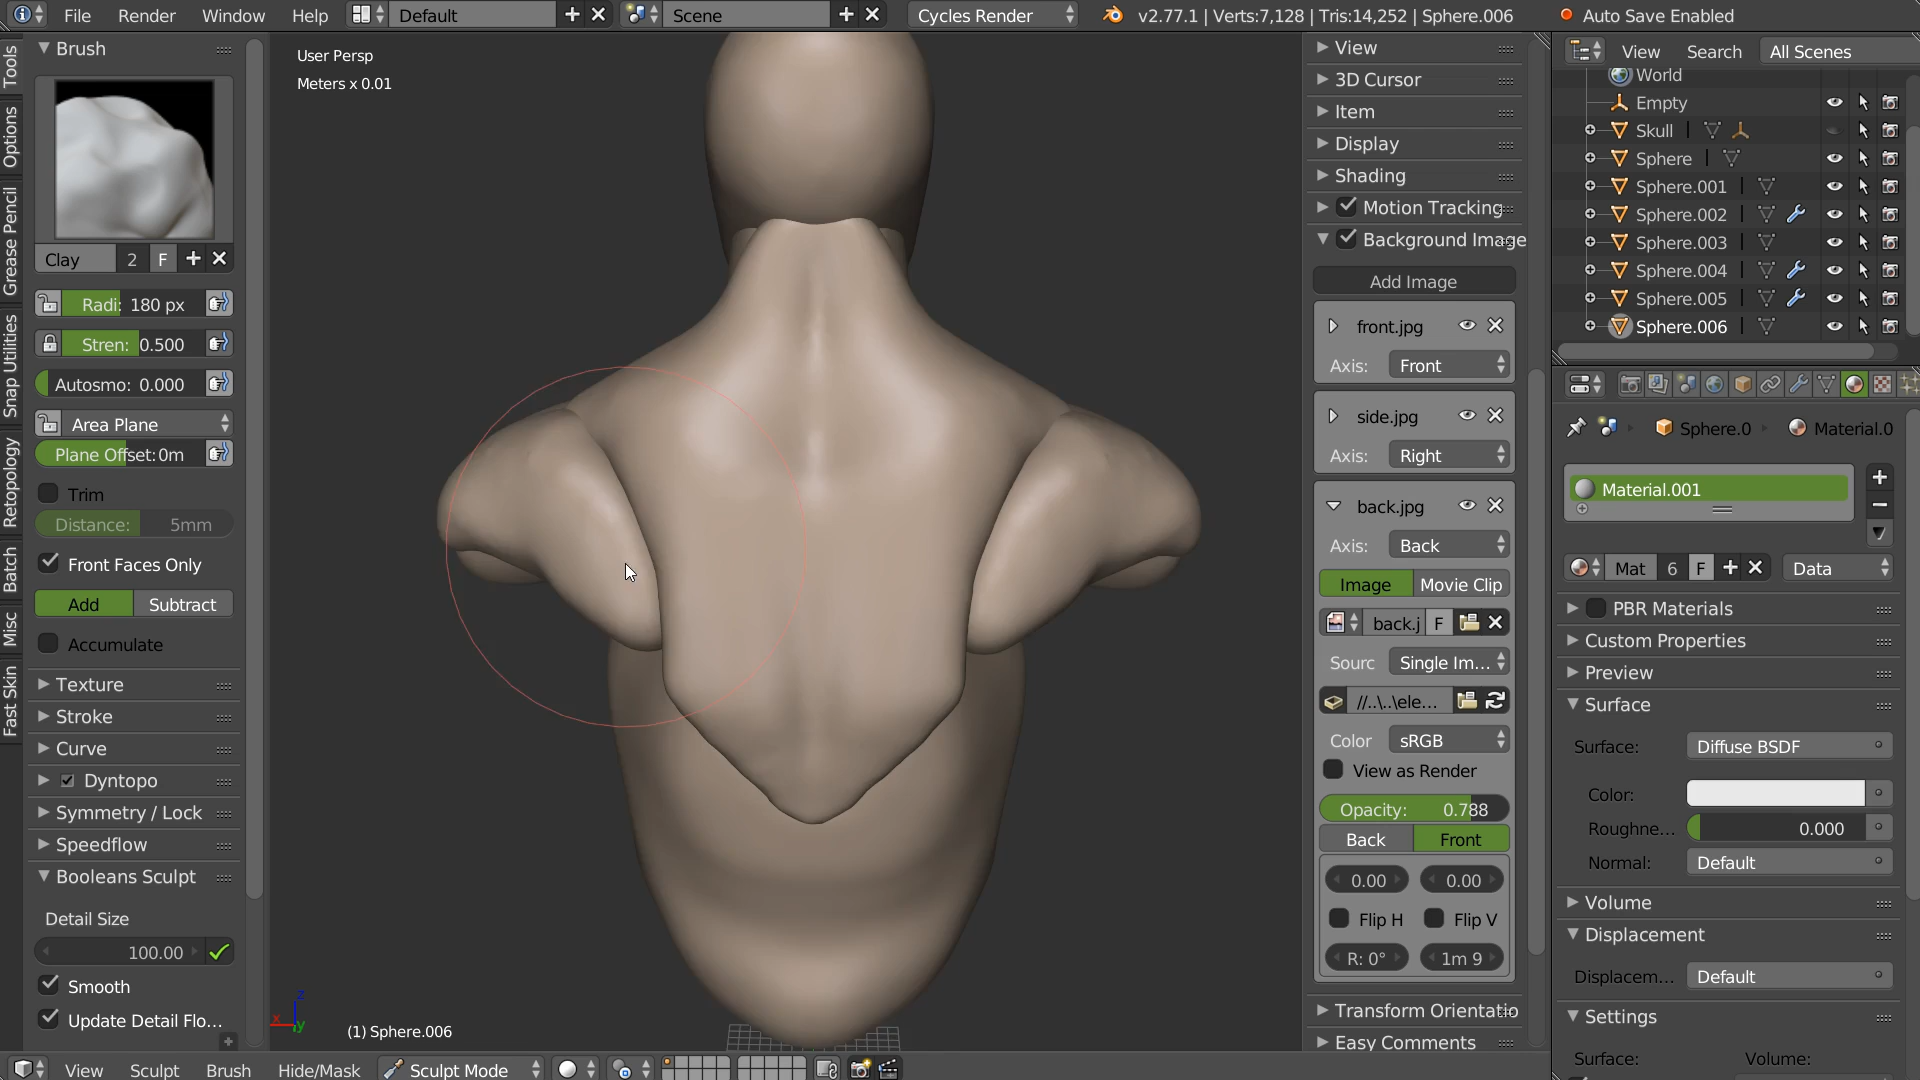 File Render Window Help Default Scene Cycles Render v2.77.1 | Verts:7,128 | Tris:14,252 | Sphere.006 Auto Save Enabled
Tools
Options
Grease Pencil
Snap Utilities
Retopology
Batch
Misc
Fast Skin
Brush
Clay 2 F
Radi: 180 px
Stren: 0.500
Autosmo: 0.000
Area Plane
Plane Offset: 0m
Trim
Distance: 5mm
Front Faces Only
Add Subtract
Accumulate
Texture
Stroke
Curve
Dyntopo
Symmetry / Lock
Speedflow
Booleans Sculpt
Detail Size
100.00
Smooth
Update Detail Flo...
User Persp
Meters x 0.01
x z y
(1) Sphere.006
View Sculpt Brush Hide/Mask Sculpt Mode
View
3D Cursor
Item
Display
Shading
Motion Tracking
Background Image
Add Image
front.jpg
Axis: Front
side.jpg
Axis: Right
back.jpg
Axis: Back
Image Movie Clip
back.j F
Sourc Single Im...
//..\..\ele...
Color sRGB
View as Render
Opacity: 0.788
Back Front
0.00 0.00
Flip H Flip V
R: 0° 1m 9
Transform Orientatio
Easy Comments
View Search All Scenes
World
Empty
Skull
Sphere
Sphere.001
Sphere.002
Sphere.003
Sphere.004
Sphere.005
Sphere.006
Sphere.0 Material.0
Material.001
Mat 6 F Data
PBR Materials
Custom Properties
Preview
Surface
Surface: Diffuse BSDF
Color:
Roughne... 0.000
Normal: Default
Volume
Displacement
Displacem... Default
Settings
Surface: Volume: